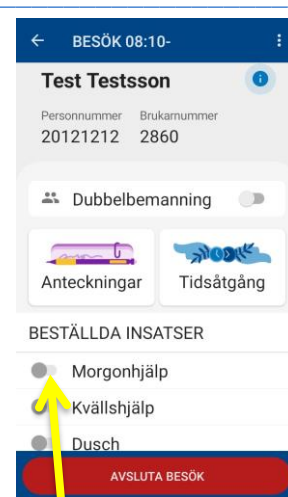 BESÖK 08:10-
Test Testsson
Personnummer Brukarnummer
20121212 2860
Dubbelbemanning
Anteckningar Tidsåtgång
BESTÄLLDA INSATSER
Morgonhjälp
Kvällshjälp
Dusch
AVSLUTA BESÖK